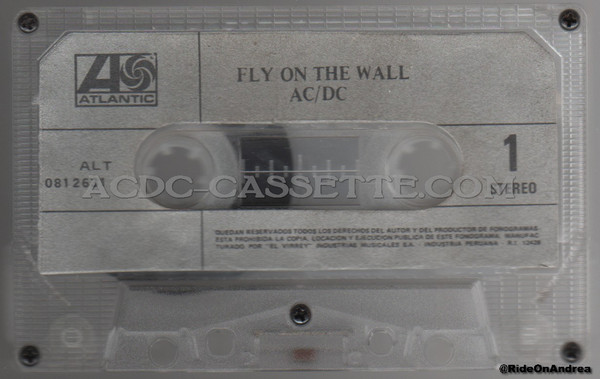 ATLANTIC
FLY ON THE WALL
AC/DC
ALT
1
STEREO
ACDC-CASSETTE.COM
QUEDAN RESERVADOS TODOS LOS DERECHOS DEL AUTOR Y DEL PRODUCTOR DE FONOGRAMAS
ESTA PROHIBIDA LA COPIA, LOCACION Y EJECUCION PUBLICA DE ESTE FONOGRAMA. MANUFAC
TURADO POR "EL VIRREY" INDUSTRIAS MUSICALES S.A. - INDUSTRIA PERUANA - R.I. 12426
@RideOnAndrea